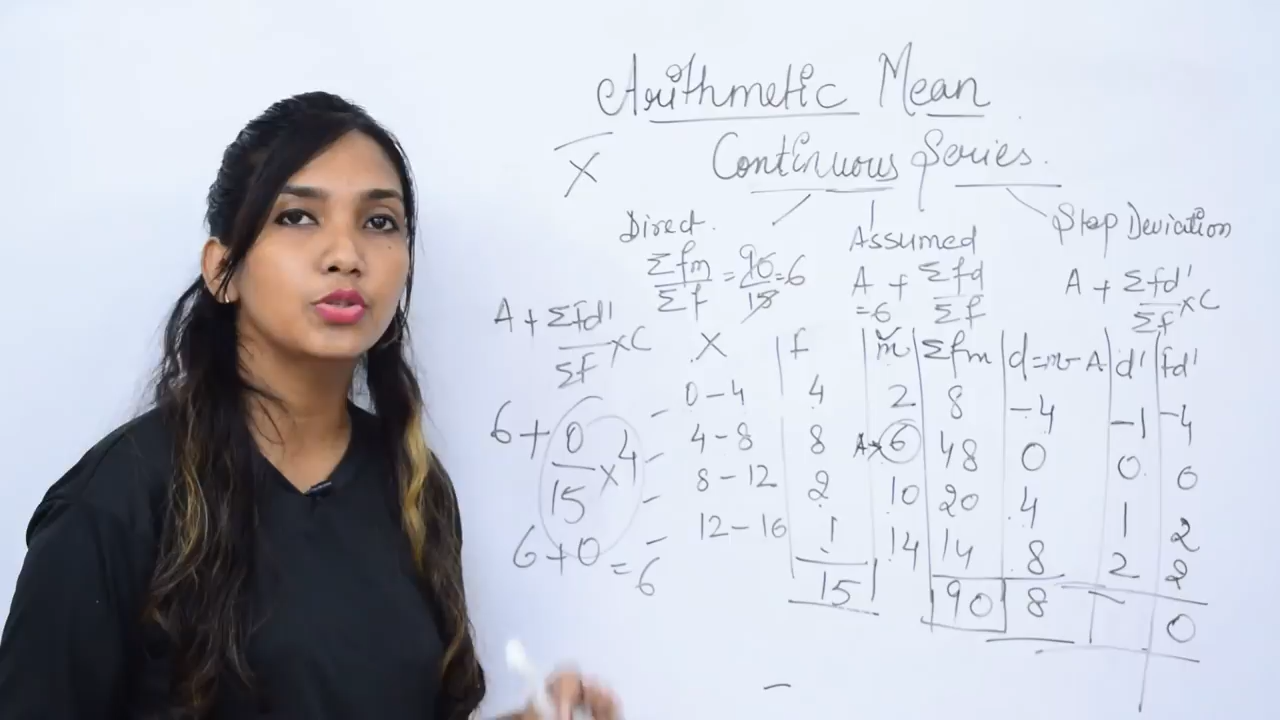 Arithmetic Mean
X̄ Continuous Series.
Direct. Assumed Step Deviation
Σfm/Σf = 90/15 = 6
A + Σfd/Σf
= 6
A + Σfd'/Σf × C
A + Σfd'/Σf × C
X f m Σfm d=m-A d' fd'
0-4 4 2 8 -4 -1 -4
4-8 8 A× 6 48 0 0 0
8-12 2 10 20 4 1 2
12-16 1 14 14 8 2 2
15 90 8 0
6 + 0/15 × 4
6+0 = 6